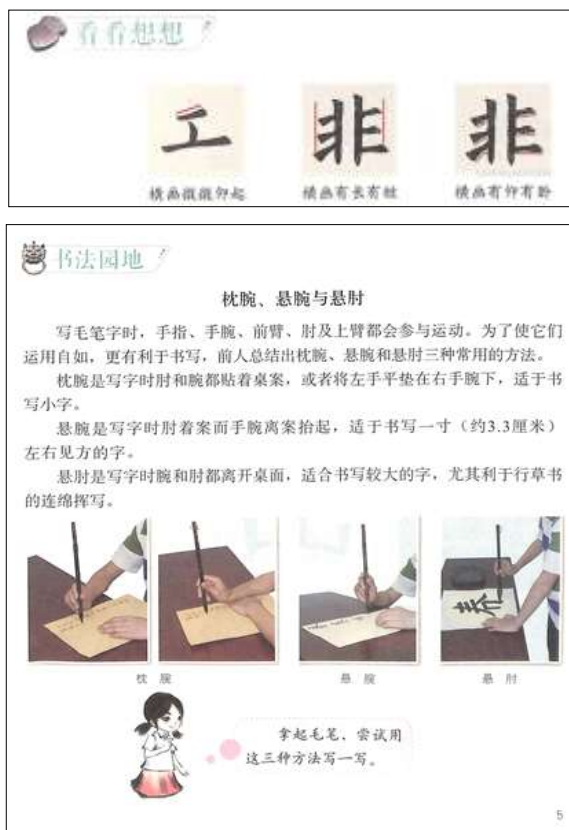 看看想想
横画微微仰起
横画有长有短
横画有仰有卧
书法园地
枕腕、悬腕与悬肘
写毛笔字时，手指、手腕、前臂、肘及上臂都会参与运动。为了使它们
运用自如，更有利于书写，前人总结出枕腕、悬腕和悬肘三种常用的方法。
枕腕是写字时肘和腕都贴着桌案，或者将左手平垫在右手腕下，适于书
写小字。
悬腕是写字时肘着案而手腕离案抬起，适于书写一寸（约3.3厘米）
左右见方的字。
悬肘是写字时腕和肘都离开桌面，适合书写较大的字，尤其利于行草书
的连绵挥写。
枕 腕
悬 腕
悬 肘
拿起毛笔，尝试用
这三种方法写一写。
5
工
非
非
春